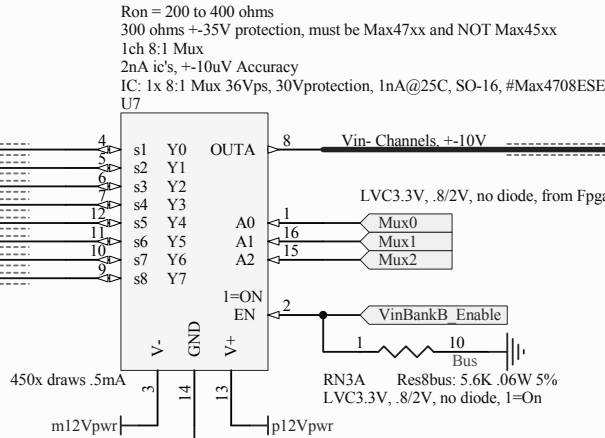 Ron = 200 to 400 ohms
300 ohms +-35V protection, must be Max47xx and NOT Max45xx
1ch 8:1 Mux
2nA ic's, +-10uV Accuracy
IC: 1x 8:1 Mux 36Vps, 30Vprotection, 1nA@25C, SO-16, #Max4708ESE
U7
4 s1 Y0 OUTA 8 Vin- Channels, +-10V
5 s2 Y1
6 s3 Y2
7 s4 Y3 LVC3.3V, .8/2V, no diode, from Fpga
12 s5 Y4 A0 1 Mux0
11 s6 Y5 A1 16 Mux1
10 s7 Y6 A2 15 Mux2
9 s8 Y7
1=ON
EN 2 VinBankB_Enable
V- GND V+
1 10
Bus
450x draws .5mA 3 14 13 RN3A Res8bus: 5.6K .06W 5%
LVC3.3V, .8/2V, no diode, 1=On
m12Vpwr p12Vpwr